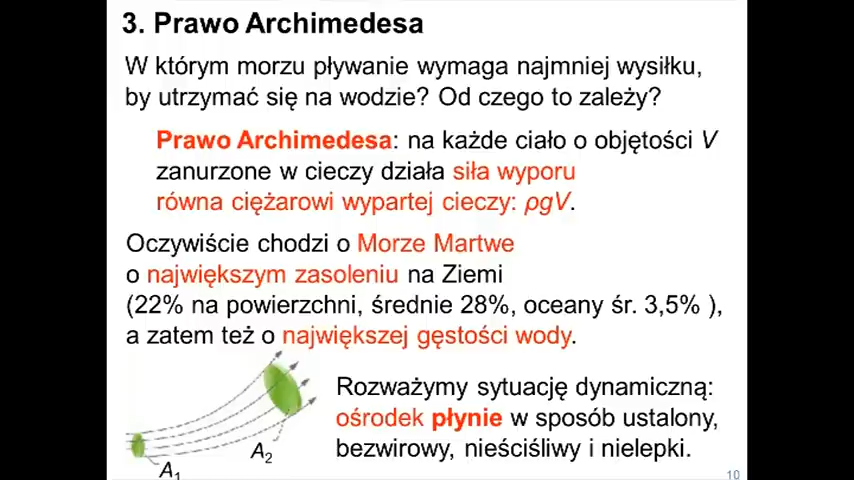 3. Prawo Archimedesa
W którym morzu pływanie wymaga najmniej wysiłku,
by utrzymać się na wodzie? Od czego to zależy?
Prawo Archimedesa: na każde ciało o objętości V
zanurzone w cieczy działa siła wyporu
równa ciężarowi wypartej cieczy: ρgV.
Oczywiście chodzi o Morze Martwe
o największym zasoleniu na Ziemi
(22% na powierzchni, średnie 28%, oceany śr. 3,5% ),
a zatem też o największej gęstości wody.
Rozważymy sytuację dynamiczną:
ośrodek płynie w sposób ustalony,
bezwirowy, nieściśliwy i nielepki.
A2
A1
10